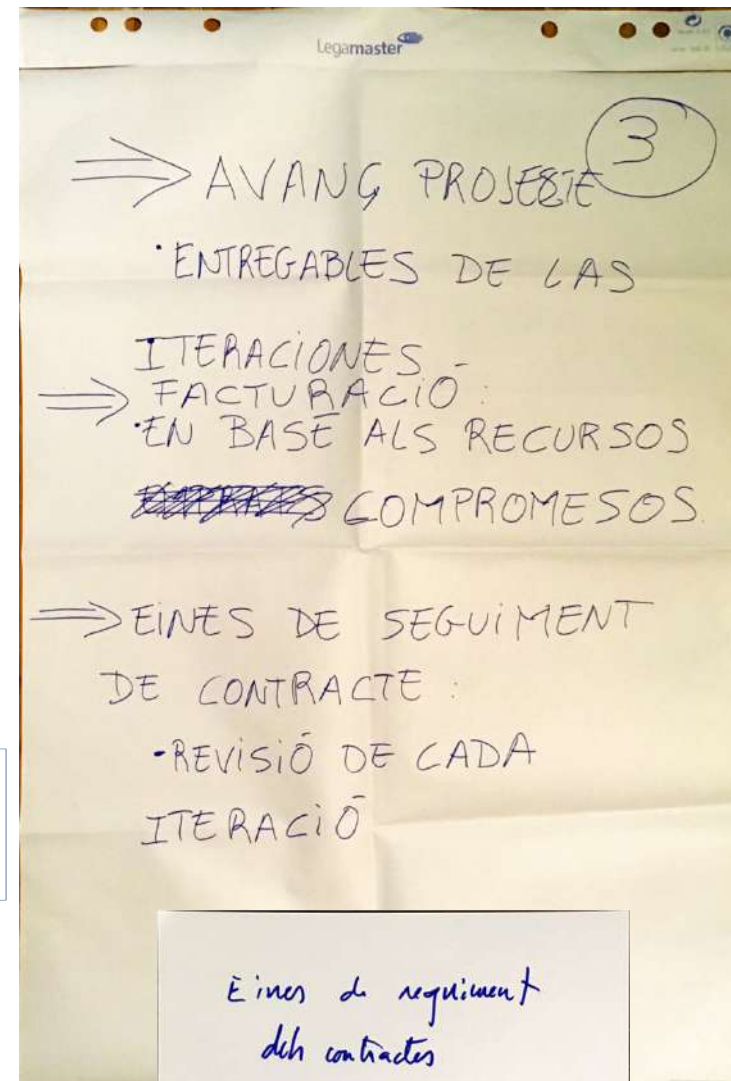 Legamaster
3
⇒ AVANÇ PROJECTE
· ENTREGABLES DE LAS
ITERACIONES
⇒ FACTURACIÓ:
· EN BASE ALS RECURSOS
COMPROMESOS.
⇒ EINES DE SEGUIMENT
DE CONTRACTE:
- REVISIÓ DE CADA
ITERACIÓ
Eines de seguiment
dels contractes